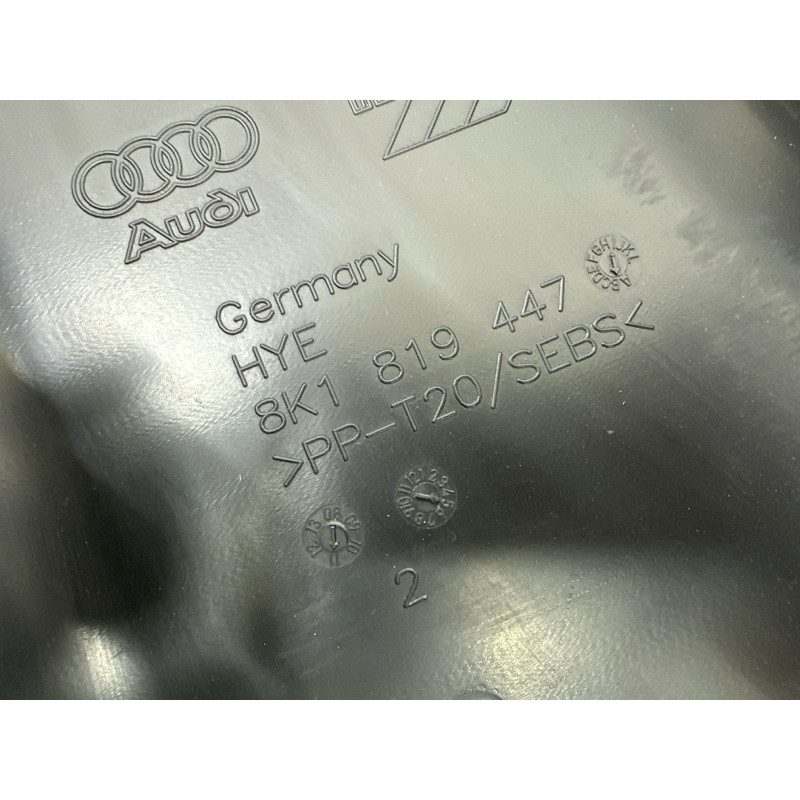 Audi
Germany
HYE
8K1 819 447
>PP-T20/SEBS<
2